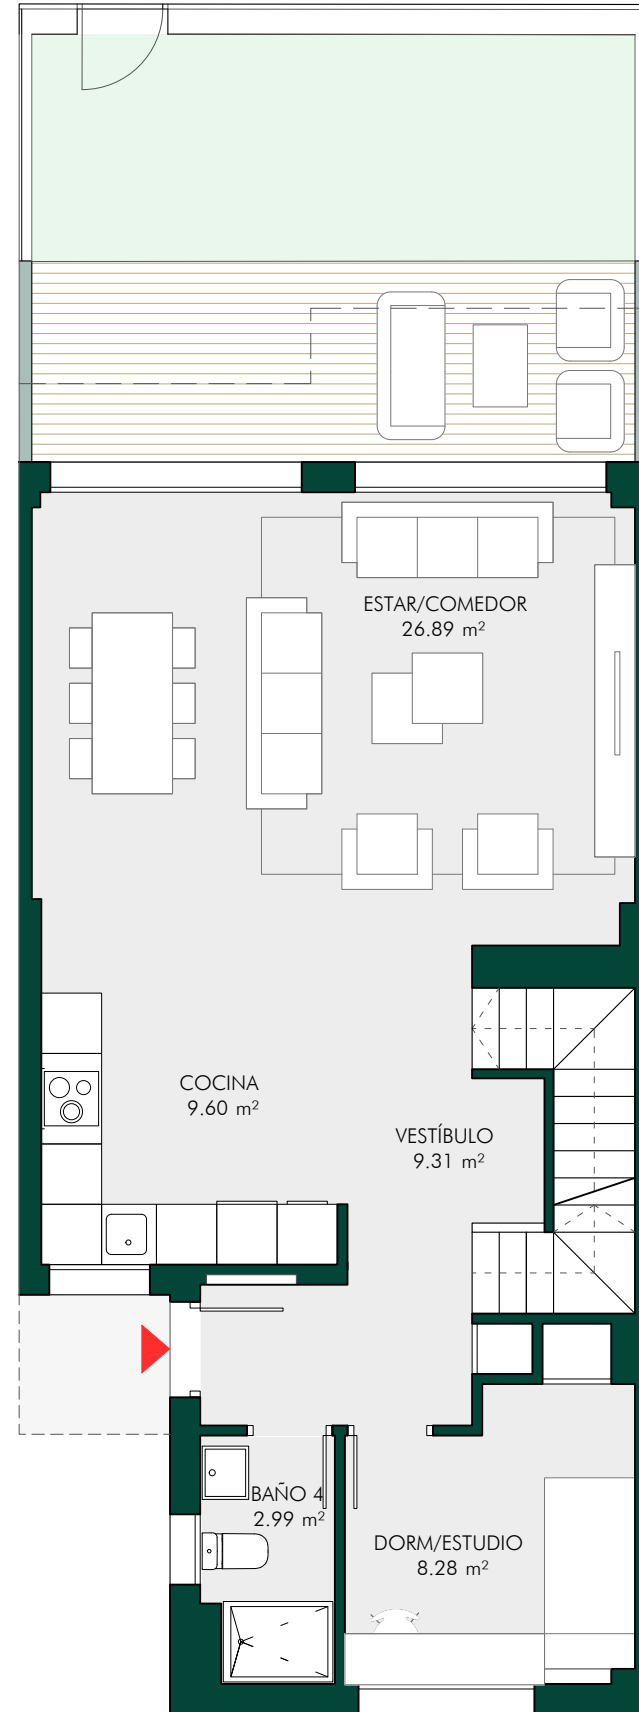 ESTAR/COMEDOR
26.89 m²
COCINA
9.60 m²
VESTÍBULO
9.31 m²
BAÑO 4
2.99 m²
DORM/ESTUDIO
8.28 m²